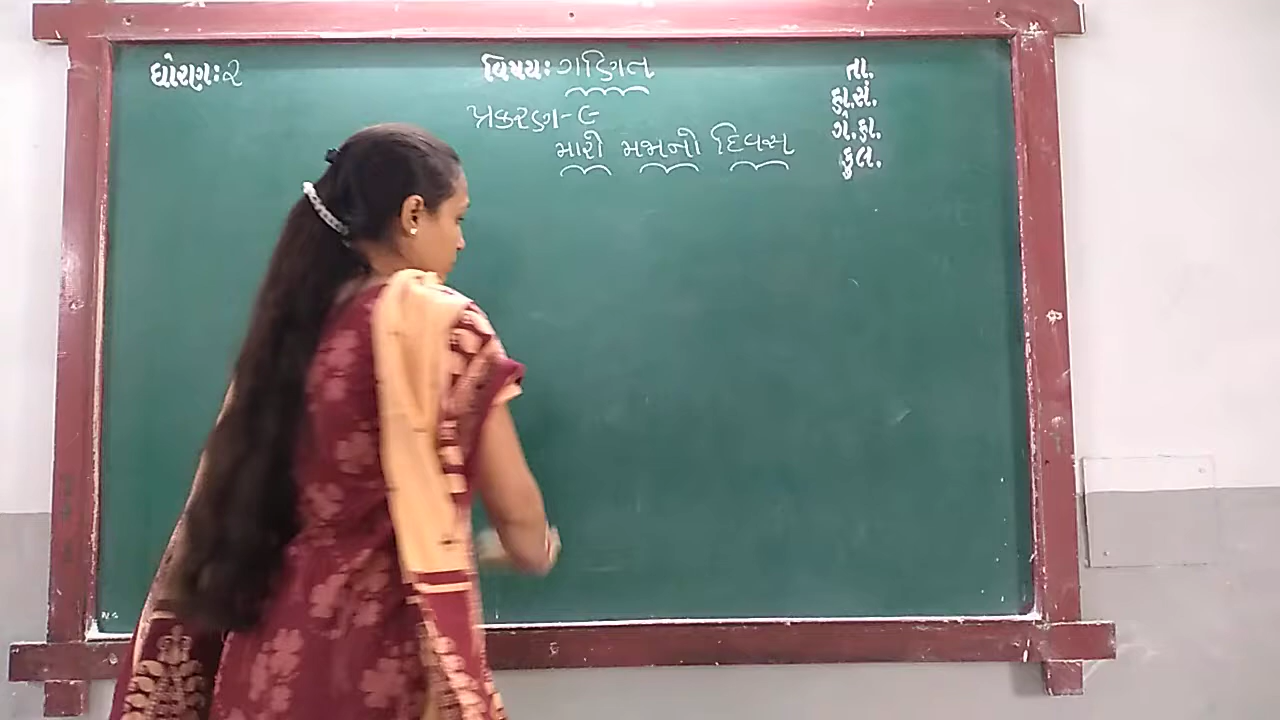 ધોરણ: ૨
વિષય: ગણિત
પ્રકરણ-૯
મારી મજાનો દિવસ
તા.
હા.સં.
ગે.હા.
કુલ.